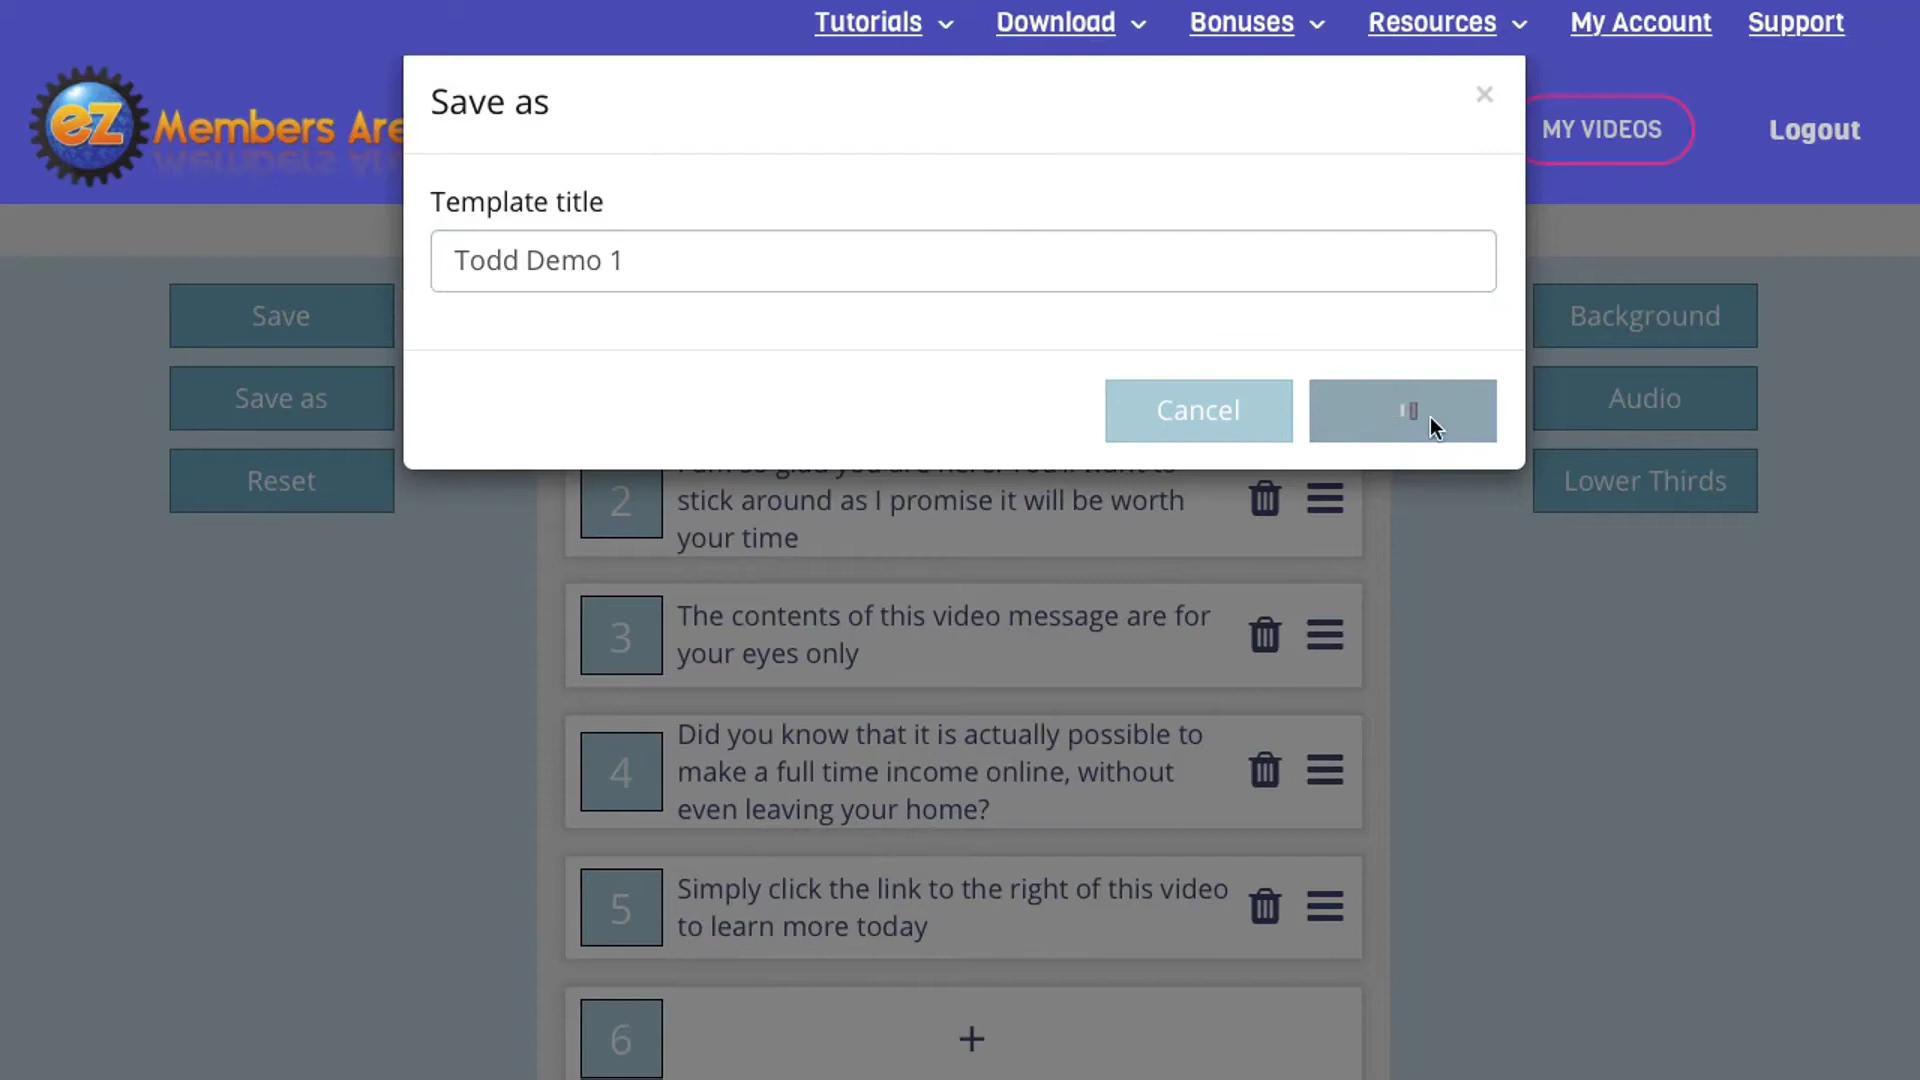 Tutorials Download Bonuses Resources My Account Support
Save as
×
ez Members Are
MY VIDEOS
Logout
Template title
Todd Demo 1
Save
Background
Save as
Audio
Cancel
Reset
Lower Thirds
2
stick around as I promise it will be worth
your time
3
The contents of this video message are for
your eyes only
4
Did you know that it is actually possible to
make a full time income online, without
even leaving your home?
5
Simply click the link to the right of this video
to learn more today
6
+